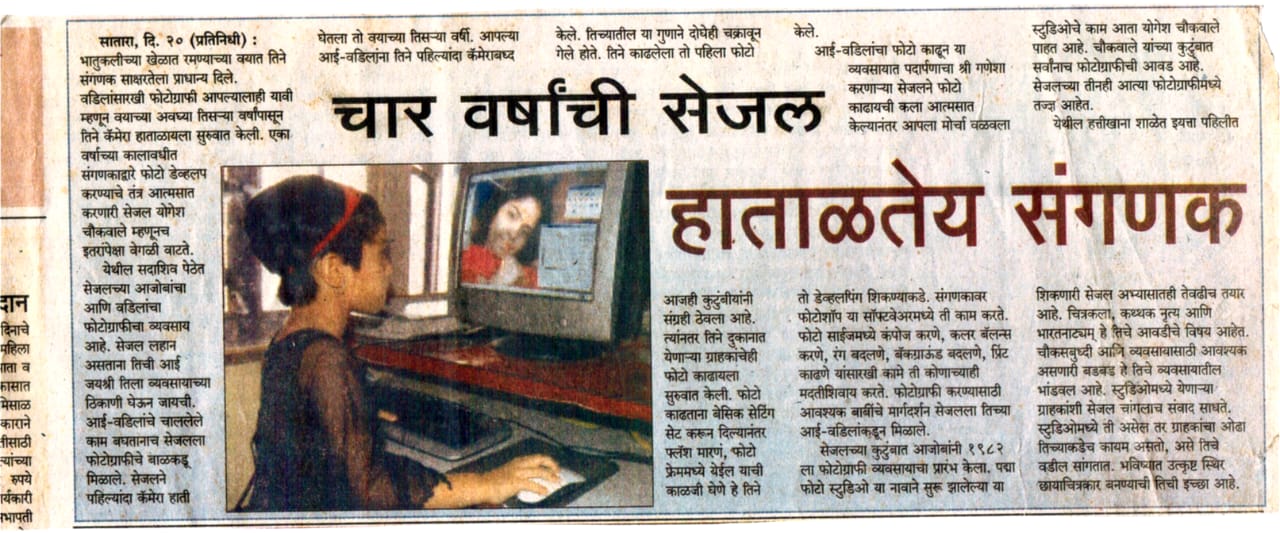 चार वर्षांची सेजल
हाताळतेय संगणक
सातारा, दि. २० (प्रतिनिधी) :
भातुकलीच्या खेळात रमण्याच्या वयात तिने
संगणक साक्षरतेला प्राधान्य दिले.
वडिलांसारखी फोटोग्राफी आपल्यालाही यावी
म्हणून वयाच्या अवघ्या तिसऱ्या वर्षांपासून
तिने कॅमेरा हाताळायला सुरुवात केली. एका
वर्षाच्या कालावधीत
संगणकाद्वारे फोटो डेव्हलप
करण्याचे तंत्र आत्मसात
करणारी सेजल योगेश
चौकवाले म्हणूनच
इतरांपेक्षा वेगळी वाटते.
येथील सदाशिव पेठेत
सेजलच्या आजोबांचा
आणि वडिलांचा
फोटोग्राफीचा व्यवसाय
आहे. सेजल लहान
असताना तिची आई
जयश्री तिला व्यवसायाच्या
ठिकाणी घेऊन जायची.
आई-वडिलांचे चाललेले
काम बघतानाच सेजलला
फोटोग्राफीचे बाळकडू
मिळाले. सेजलने
पहिल्यांदा कॅमेरा हाती
घेतला तो वयाच्या तिसऱ्या वर्षी. आपल्या
आई-वडिलांना तिने पहिल्यांदा कॅमेराबध्द
केले. तिच्यातील या गुणाने दोघेही चक्रावून
गेले होते. तिने काढलेला तो पहिला फोटो
आजही कुटुंबीयांनी
संग्रही ठेवला आहे.
त्यांनतर तिने दुकानात
येणाऱ्या ग्राहकांचेही
फोटो काढायला
सुरुवात केली. फोटो
काढताना बेसिक सेटिंग
सेट करून दिल्यानंतर
फ्लॅश मारणं, फोटो
फ्रेममध्ये येईल याची
काळजी घेणे हे तिने
केले.
आई-वडिलांचा फोटो काढून या
व्यवसायात पदार्पणाचा श्री गणेशा
करणाऱ्या सेजलने फोटो
काढायची कला आत्मसात
केल्यानंतर आपला मोर्चा वळवला
तो डेव्हलपिंग शिकण्याकडे. संगणकावर
फोटोशॉप या सॉफ्टवेअरमध्ये ती काम करते.
फोटो साईजमध्ये कंपोज करणे, कलर बॅलन्स
करणे, रंग बदलणे, बॅकग्राऊंड बदलणे, प्रिंट
काढणे यांसारखी कामे ती कोणाच्याही
मदतीशिवाय करते. फोटोग्राफी करण्यासाठी
आवश्यक बाबींचे मार्गदर्शन सेजलला तिच्या
आई-वडिलांकडून मिळाले.
सेजलच्या कुटुंबात आजोबांनी १९८२
ला फोटोग्राफी व्यवसायाचा प्रारंभ केला. पद्मा
फोटो स्टुडिओ या नावाने सुरू झालेल्या या
स्टुडिओचे काम आता योगेश चौकवाले
पाहत आहे. चौकवाले यांच्या कुटुंबात
सर्वांनाच फोटोग्राफीची आवड आहे.
सेजलच्या तीनही आत्या फोटोग्राफीमध्ये
तज्ज्ञ आहेत.
येथील हत्तीखाना शाळेत इयत्ता पहिलीत
शिकणारी सेजल अभ्यासातही तेवढीच तयार
आहे. चित्रकला, कथ्थक नृत्य आणि
भारतनाट्यम् हे तिचे आवडीचे विषय आहेत.
चौकसबुध्दी आणि व्यवसायासाठी आवश्यक
असणारी बडबड हे तिचे व्यवसायातील
भांडवल आहे. स्टुडिओमध्ये येणाऱ्या
ग्राहकांशी सेजल चांगलाच संवाद साधते.
स्टुडिओमध्ये ती असेल तर ग्राहकांचा ओढा
तिच्याकडेच कायम असतो, असे तिचे
वडील सांगतात. भविष्यात उत्कृष्ट स्थिर
छायाचित्रकार बनण्याची तिची इच्छा आहे.
दान
दिनाचे
महिला
ाता व
कासात
मिसाळ
काराने
तीसाठी
यांच्या
रुपये
र्यकारी
भापती